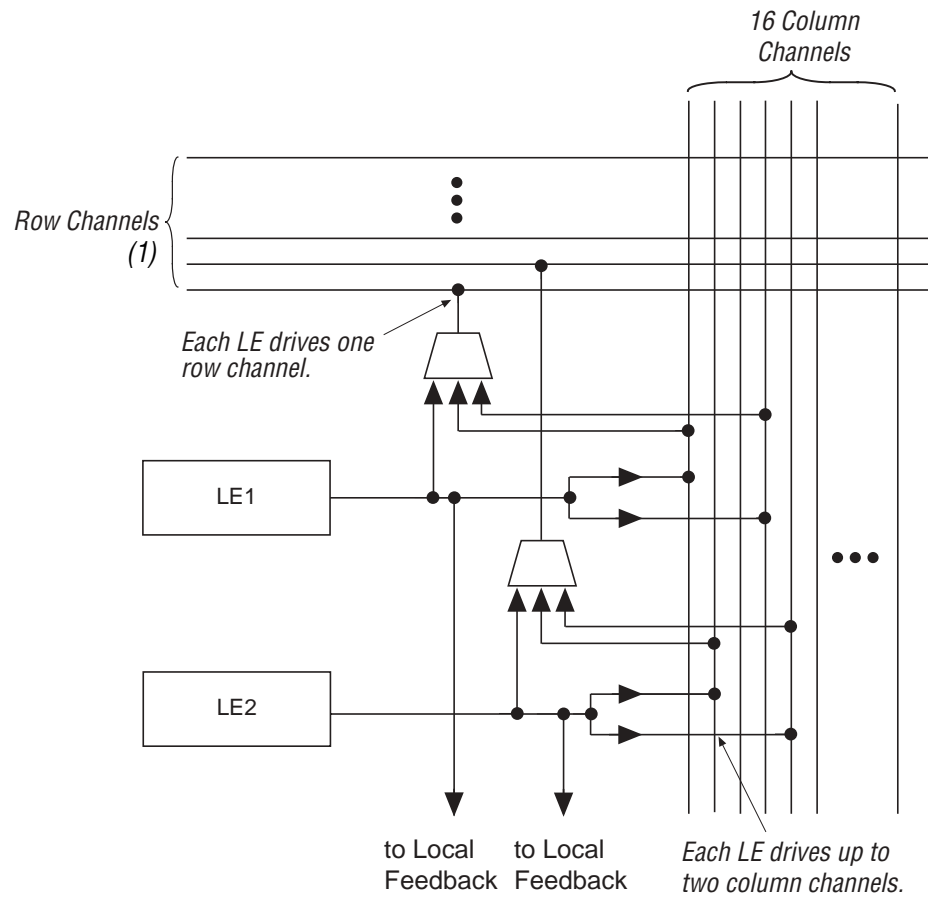 16 Column
Channels
Row Channels
(1)
Each LE drives one
row channel.
LE1
LE2
to Local
Feedback
to Local
Feedback
Each LE drives up to
two column channels.